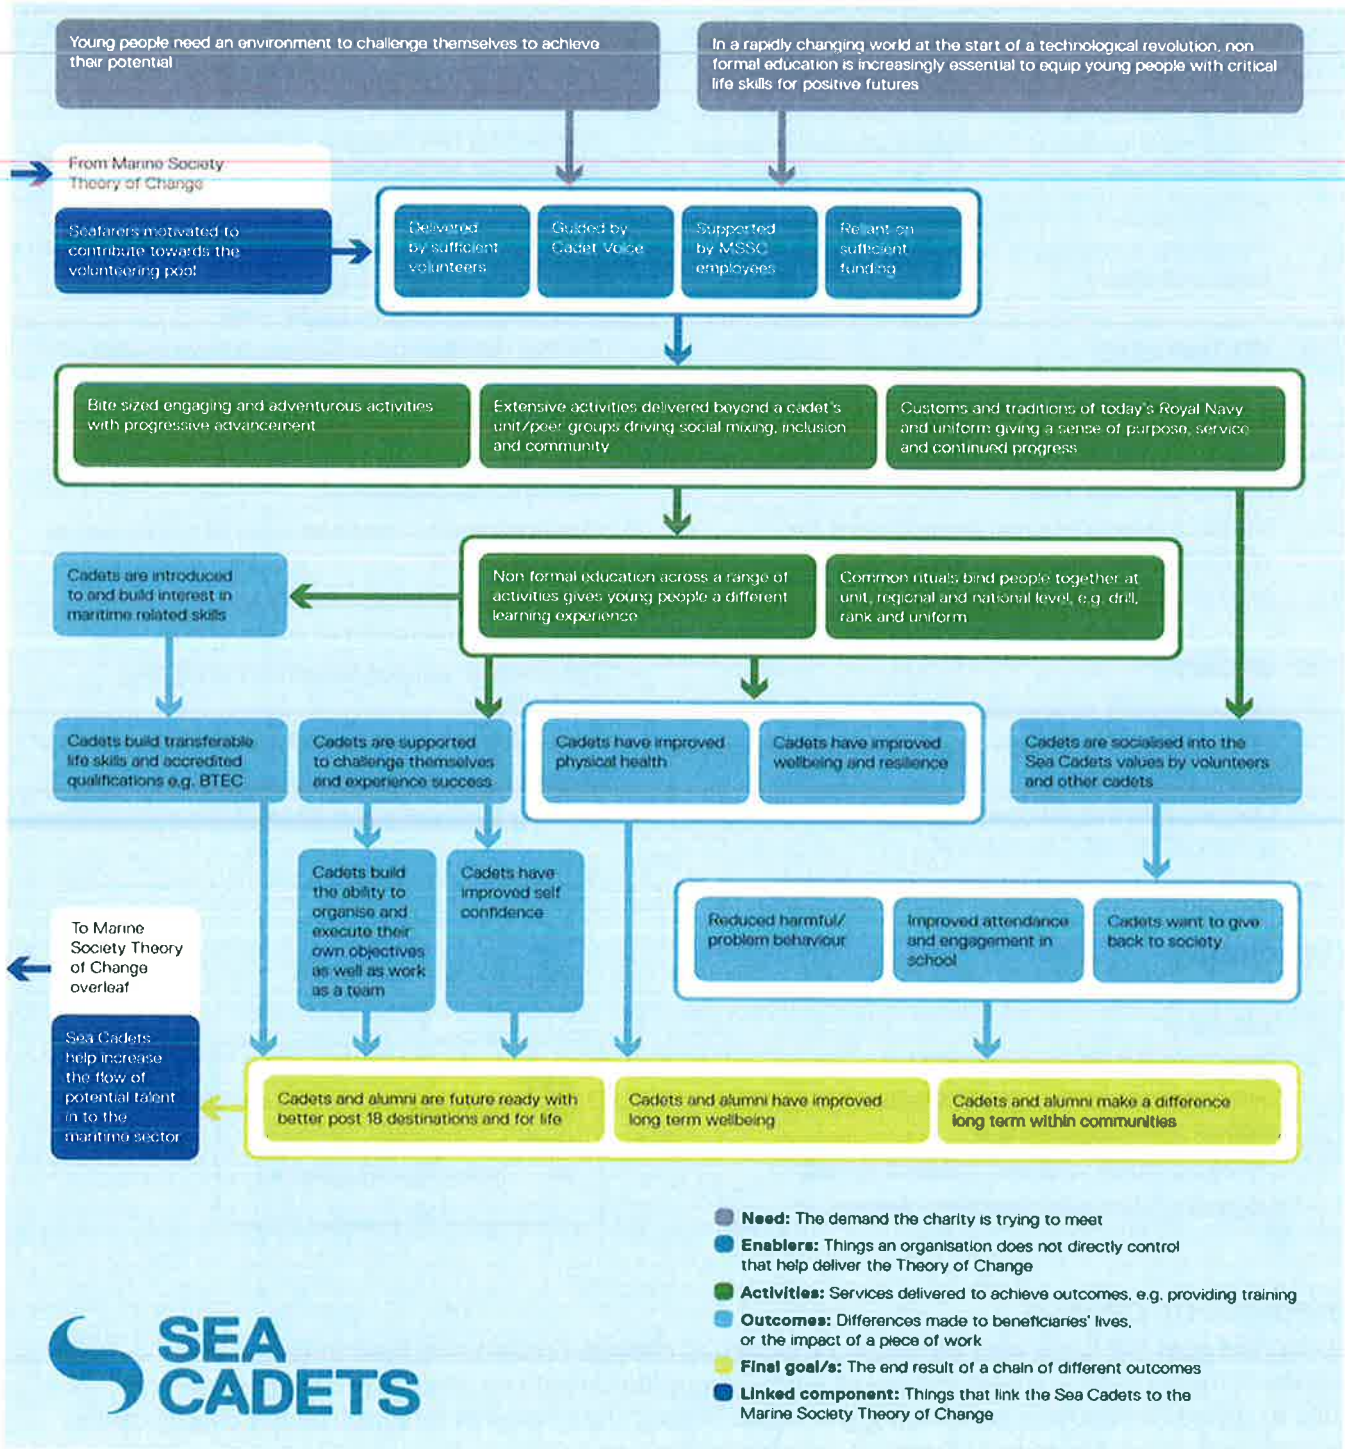 Young people need an environment to challenge themselves to achieve
their potential
In a rapidly changing world at the start of a technological revolution, non
formal education is increasingly essential to equip young people with critical
life skills for positive futures
From Marine Society
Theory of Change
Seafarers motivated to
contribute towards the
volunteering pool
Delivered
by sufficient
volunteers
Guided by
Cadet Voice
Supported
by MSSC
employees
Reliant on
sufficient
funding
Bite sized engaging and adventurous activities
with progressive advancement
Extensive activities delivered beyond a cadet's
unit/peer groups driving social mixing, inclusion
and community
Customs and traditions of today's Royal Navy
and uniform giving a sense of purpose, service
and continued progress
Cadets are introduced
to and build interest in
maritime related skills
Non formal education across a range of
activities gives young people a different
learning experience
Common rituals bind people together at
unit, regional and national level, e.g. drill,
rank and uniform
Cadets build transferable
life skills and accredited
qualifications e.g. BTEC
Cadets are supported
to challenge themselves
and experience success
Cadets have improved
physical health
Cadets have improved
wellbeing and resilience
Cadets are socialised into the
Sea Cadets values by volunteers
and other cadets
Cadets build
the ability to
organise and
execute their
own objectives
as well as work
as a team
Cadets have
improved self
confidence
Reduced harmful/
problem behaviour
Improved attendance
and engagement in
school
Cadets want to give
back to society
To Marine
Society Theory
of Change
overleaf
Sea Cadets
help increase
the flow of
potential talent
in to the
maritime sector
Cadets and alumni are future ready with
better post 18 destinations and for life
Cadets and alumni have improved
long term wellbeing
Cadets and alumni make a difference
long term within communities
Need: The demand the charity is trying to meet
Enablers: Things an organisation does not directly control
that help deliver the Theory of Change
Activities: Services delivered to achieve outcomes, e.g. providing training
Outcomes: Differences made to beneficiaries' lives,
or the impact of a piece of work
Final goal/s: The end result of a chain of different outcomes
Linked component: Things that link the Sea Cadets to the
Marine Society Theory of Change
SEA
CADETS